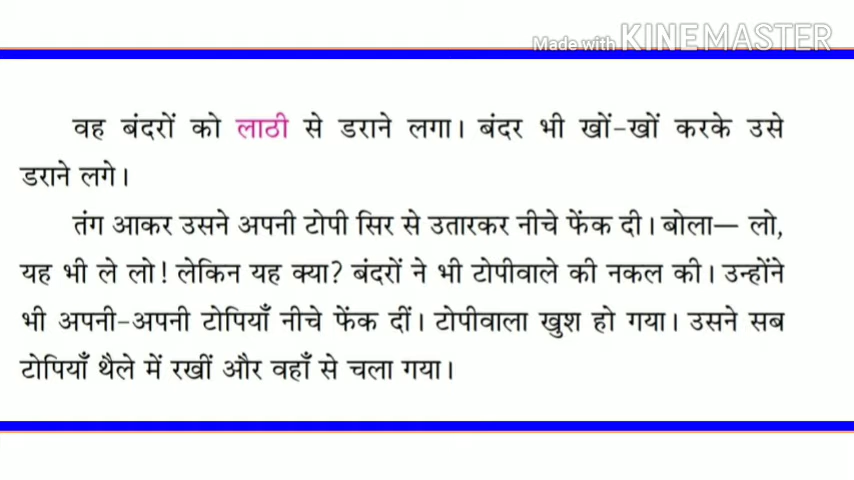 Made with KINEMASTER
वह बंदरों को लाठी से डराने लगा। बंदर भी खों-खों करके उसे
डराने लगे।
तंग आकर उसने अपनी टोपी सिर से उतारकर नीचे फेंक दी। बोला— लो,
यह भी ले लो! लेकिन यह क्या? बंदरों ने भी टोपीवाले की नकल की। उन्होंने
भी अपनी-अपनी टोपियाँ नीचे फेंक दीं। टोपीवाला खुश हो गया। उसने सब
टोपियाँ थैले में रखीं और वहाँ से चला गया।